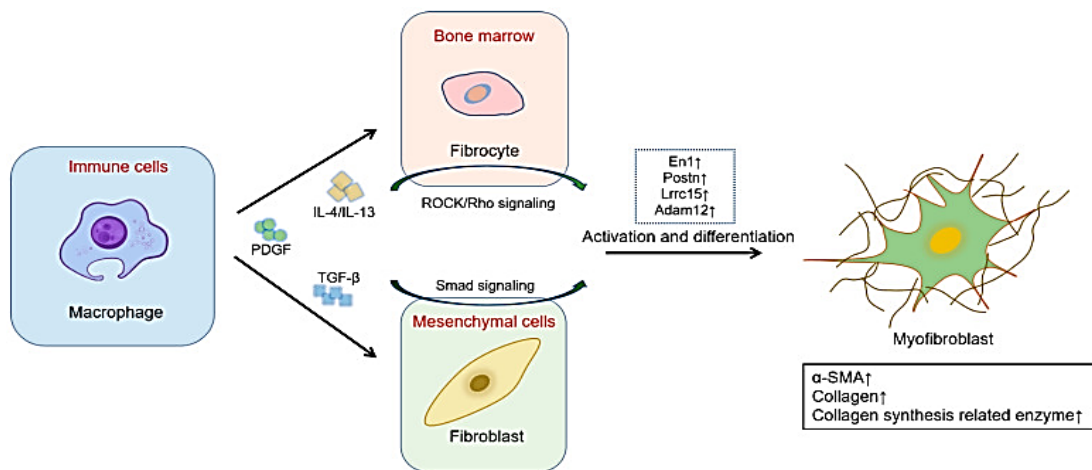 Immune cells
Macrophage
Bone marrow
Fibrocyte
IL-4/IL-13
PDGF
TGF-β
ROCK/Rho signaling
Smad signaling
Mesenchymal cells
Fibroblast
En1↑
Postn↑
Lrrc15↑
Adam12↑
Activation and differentiation
Myofibroblast
α-SMA↑
Collagen↑
Collagen synthesis related enzyme↑